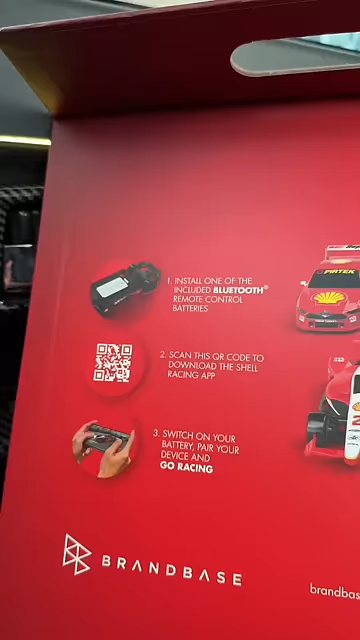 PIRTEK
1. INSTALL ONE OF THE
INCLUDED BLUETOOTH®
REMOTE CONTROL
BATTERIES
2. SCAN THIS QR CODE TO
DOWNLOAD THE SHELL
RACING APP
3. SWITCH ON YOUR
BATTERY, PAIR YOUR
DEVICE AND
GO RACING
BRANDBASE
brandbas